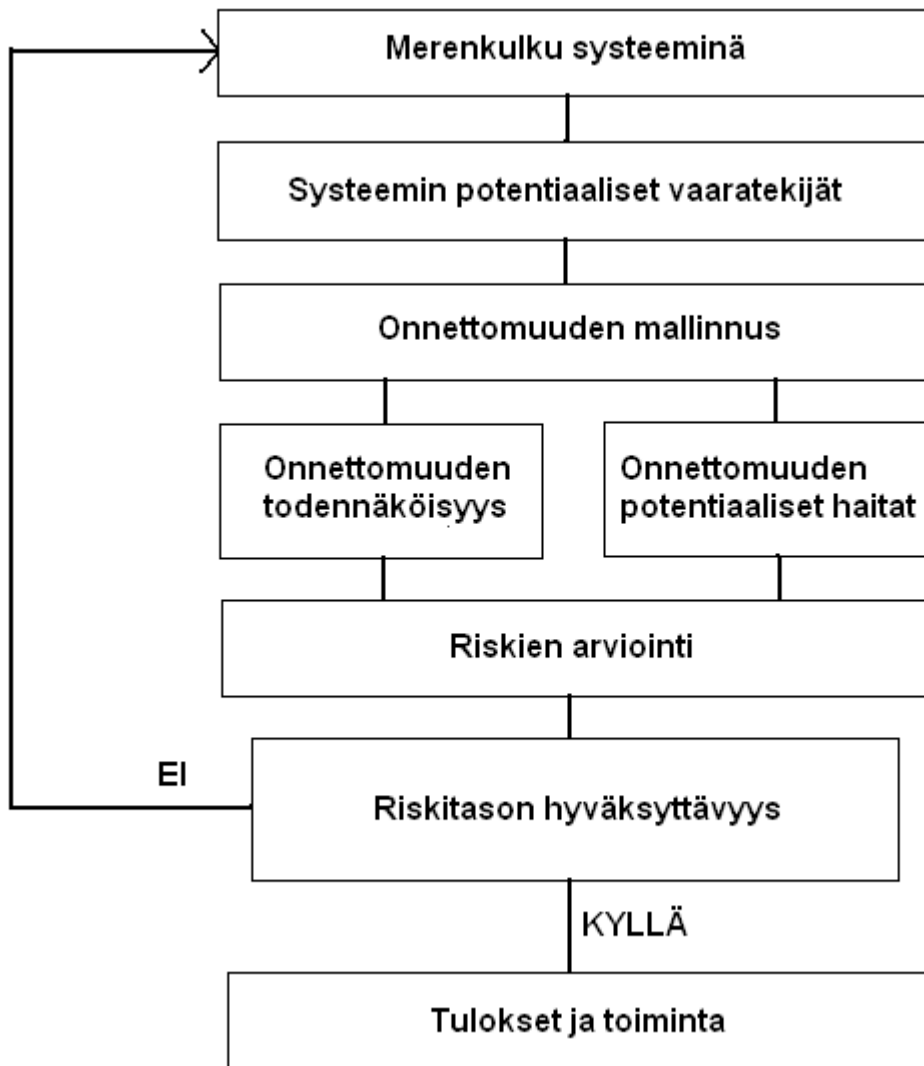 Merenkulku systeeminä
Systeemin potentiaaliset vaaratekijät
Onnettomuuden mallinnus
Onnettomuuden
todennäköisyys
Onnettomuuden
potentiaaliset haitat
Riskien arviointi
EI
Riskitason hyväksyttävyys
KYLLÄ
Tulokset ja toiminta